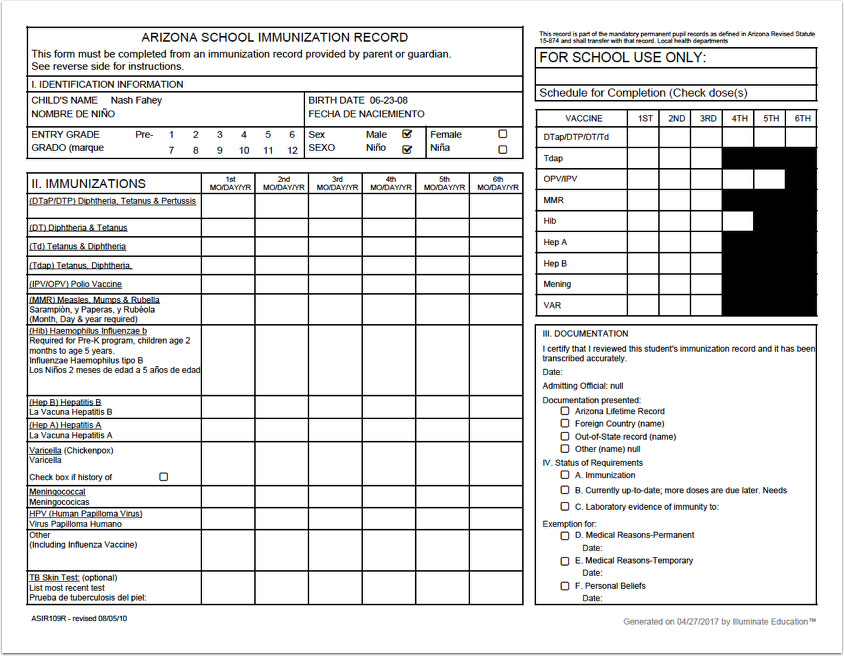 ARIZONA SCHOOL IMMUNIZATION RECORD
This form must be completed from an immunization record provided by parent or guardian.
See reverse side for instructions.
I. IDENTIFICATION INFORMATION
CHILD'S NAME Nash Fahey
NOMBRE DE NIÑO
BIRTH DATE 06-23-08
FECHA DE NACIEMIENTO
ENTRY GRADE Pre- 1 2 3 4 5 6
GRADO (marque 7 8 9 10 11 12
Sex Male Female
SEXO Niño Niña
II. IMMUNIZATIONS
1st 2nd 3rd 4th 5th 6th
MO/DAY/YR MO/DAY/YR MO/DAY/YR MO/DAY/YR MO/DAY/YR MO/DAY/YR
(DTaP/DTP) Diphtheria, Tetanus & Pertussis
(DT) Diphtheria & Tetanus
(Td) Tetanus & Diphtheria
(Tdap) Tetanus, Diphtheria,
(IPV/OPV) Polio Vaccine
(MMR) Measles, Mumps & Rubella
Sarampiòn, y Paperas, y Rubèola
(Month, Day & year required)
(Hib) Haemophilus Influenzae b
Required for Pre-K program, children age 2
months to age 5 years.
Influenzae Haemophilus tipo B
Los Niños 2 meses de edad a 5 años de edad
(Hep B) Hepatitis B
La Vacuna Hepatitis B
(Hep A) Hepatitis A
La Vacuna Hepatitis A
Varicella (Chickenpox)
Varicella
Check box if history of
Meningococcal
Meningococicas
HPV (Human Papilloma Virus)
Virus Papilloma Humano
Other
(Including Influenza Vaccine)
TB Skin Test: (optional)
List most recent test
Prueba de tuberculosis del piel:
ASIR109R - revised 08/05/10
This record is part of the mandatory permanent pupil records as defined in Arizona Revised Statute
15-874 and shall transfer with that record. Local health departments
FOR SCHOOL USE ONLY:
Schedule for Completion (Check dose(s)
VACCINE 1ST 2ND 3RD 4TH 5TH 6TH
DTap/DTP/DT/Td
Tdap
OPV/IPV
MMR
Hib
Hep A
Hep B
Mening
VAR
III. DOCUMENTATION
I certify that I reviewed this student's immunization record and it has been
transcribed accurately.
Date:
Admitting Official: null
Documentation presented:
Arizona Lifetime Record
Foreign Country (name)
Out-of-State record (name)
Other (name) null
IV. Status of Requirements
A. Immunization
B. Currently up-to-date; more doses are due later. Needs
C. Laboratory evidence of immunity to:
Exemption for:
D. Medical Reasons-Permanent
Date:
E. Medical Reasons-Temporary
Date:
F. Personal Beliefs
Date:
Generated on 04/27/2017 by Illuminate Education™